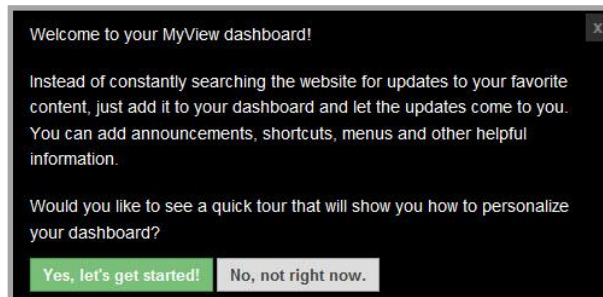 Welcome to your MyView dashboard!
x
Instead of constantly searching the website for updates to your favorite
content, just add it to your dashboard and let the updates come to you.
You can add announcements, shortcuts, menus and other helpful
information.
Would you like to see a quick tour that will show you how to personalize
your dashboard?
Yes, let's get started! No, not right now.